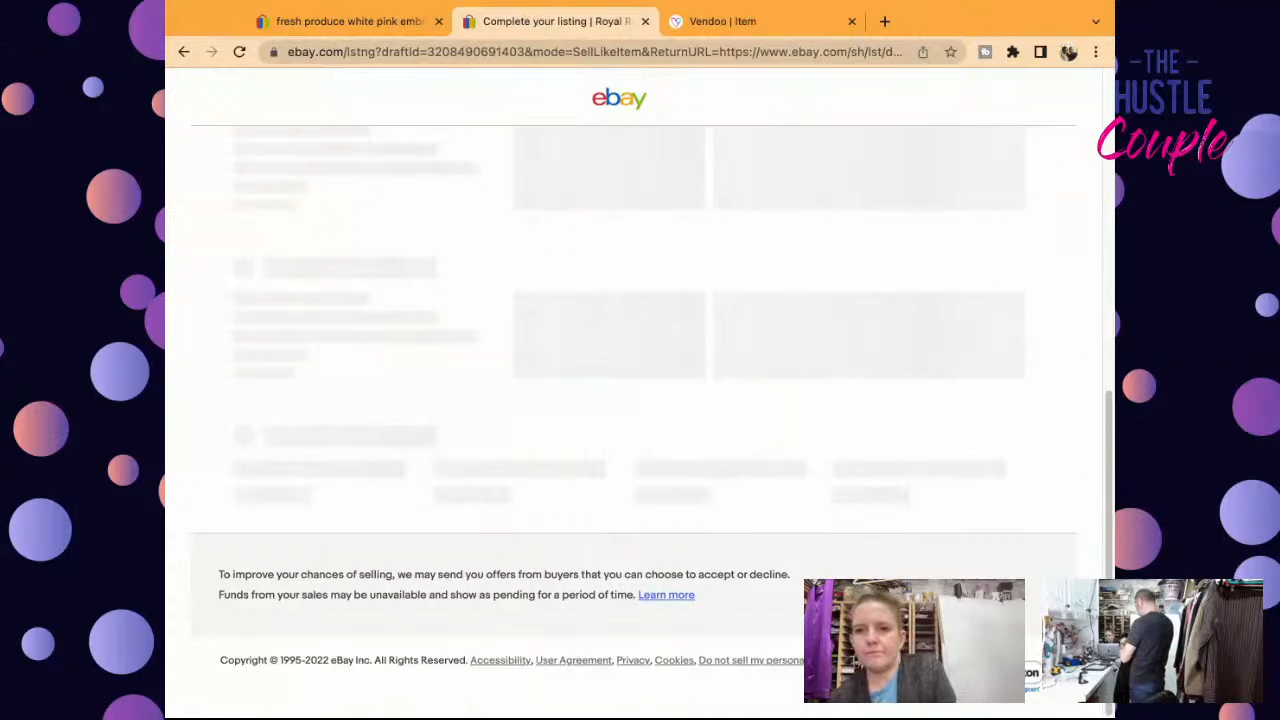 fresh produce white pink emb
Complete your listing | Royal R
Vendoo | Item
ebay.com/lstng?draftId=3208490691403&mode=SellLikeItem&ReturnURL=https://www.ebay.com/sh/lst/d...
-THE-
HUSTLE
Couple
ebay
To improve your chances of selling, we may send you offers from buyers that you can choose to accept or decline.
Funds from your sales may be unavailable and show as pending for a period of time. Learn more
Copyright © 1995-2022 eBay Inc. All Rights Reserved. Accessibility, User Agreement, Privacy, Cookies, Do not sell my persona